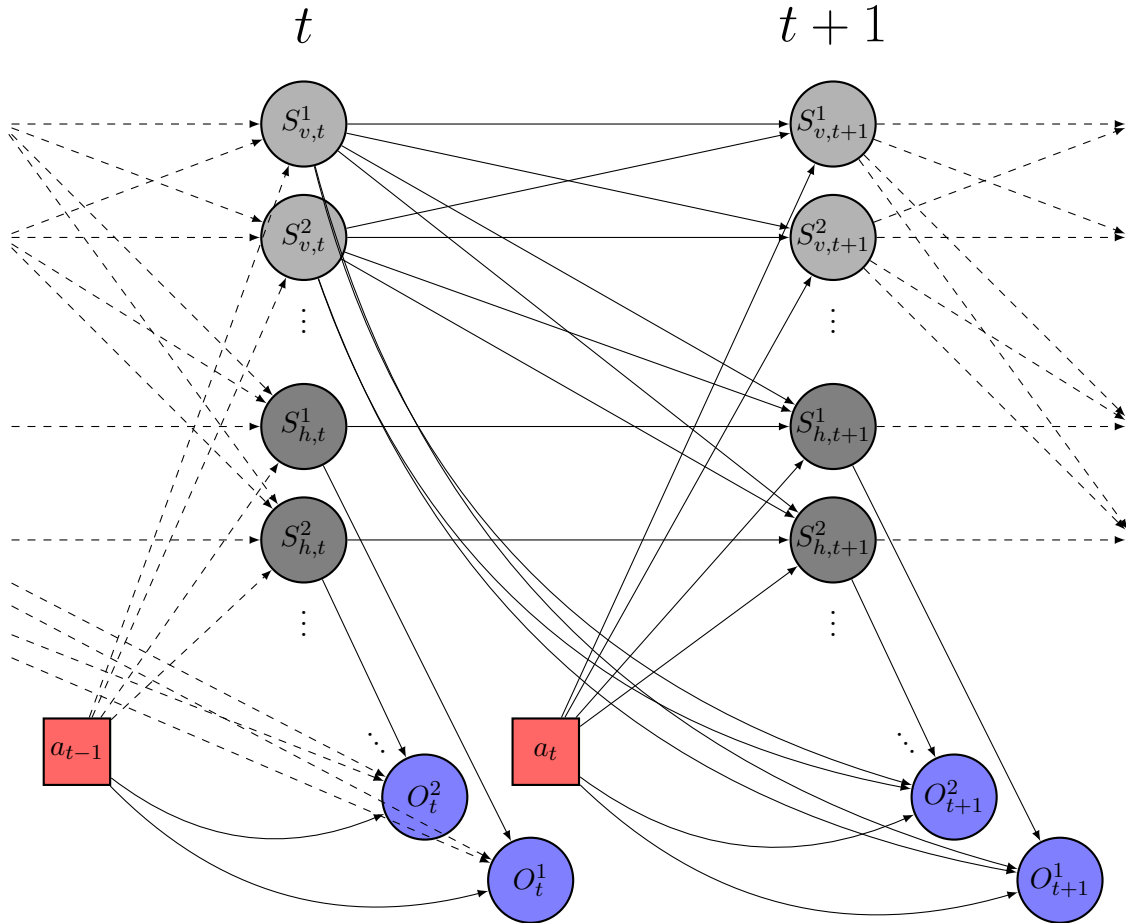 t t + 1
S^1_{v,t} S^1_{v,t+1}
S^2_{v,t} S^2_{v,t+1}
⋮ ⋮
S^1_{h,t} S^1_{h,t+1}
S^2_{h,t} S^2_{h,t+1}
⋮ ⋮
a_{t−1} ⋱ a_t ⋱
O^2_t O^2_{t+1}
O^1_t O^1_{t+1}